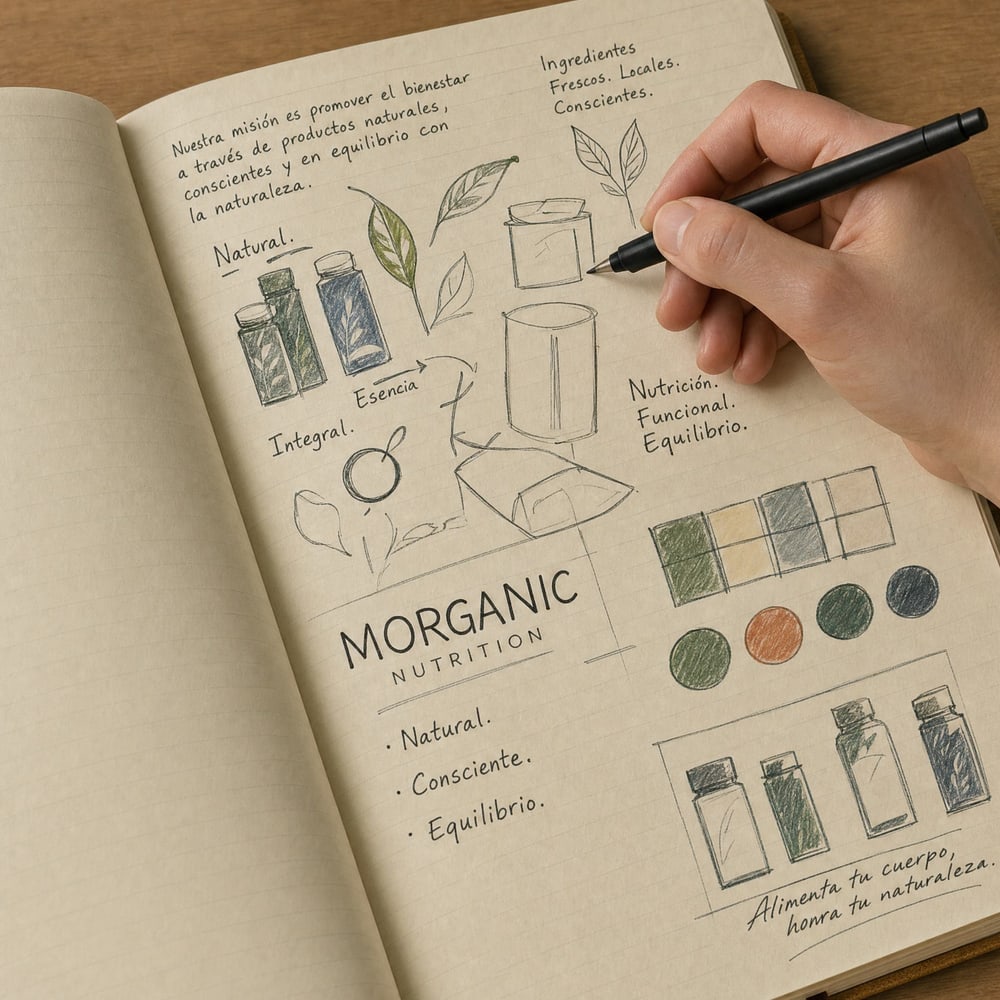 Nuestra misión es promover el bienestar
a través de productos naturales,
conscientes y en equilibrio con
la naturaleza.
Ingredientes
Frescos. Locales.
Conscientes.
Natural.
Esencia
Integral.
Nutrición.
Funcional.
Equilibrio.
MORGANIC
NUTRITION
· Natural.
· Consciente.
· Equilibrio.
Alimenta tu cuerpo,
honra tu naturaleza.